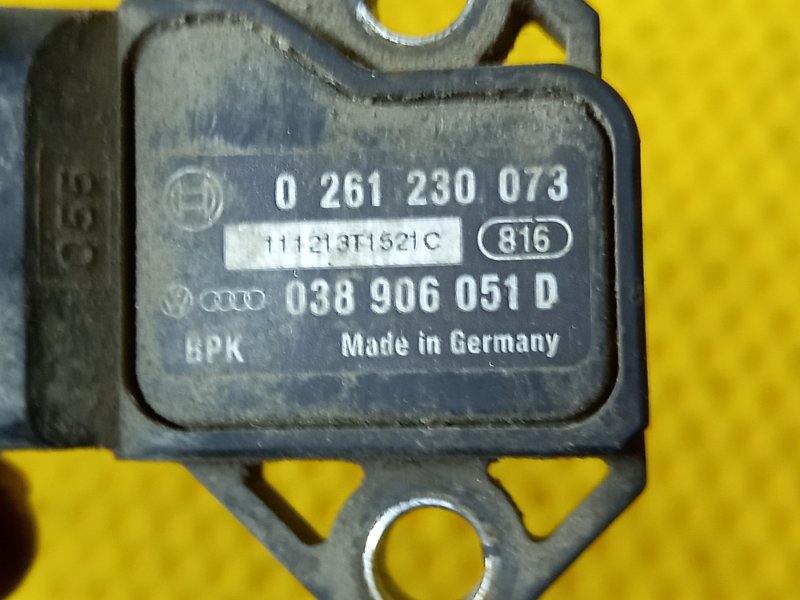 0 261 230 073
111213T1521C 816
038 906 051 D
BPK Made in Germany
055